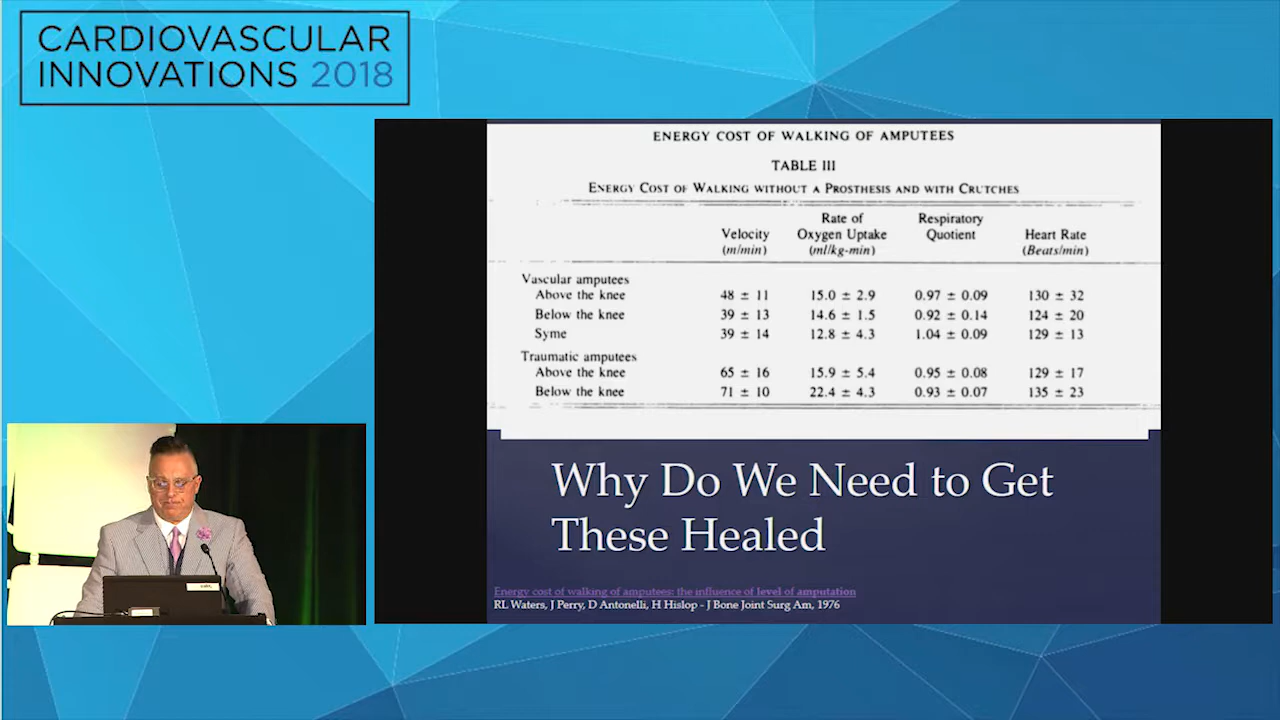 CARDIOVASCULAR
INNOVATIONS 2018
ENERGY COST OF WALKING OF AMPUTEES
TABLE III
ENERGY COST OF WALKING WITHOUT A PROSTHESIS AND WITH CRUTCHES
Velocity (m/min) Rate of Oxygen Uptake (ml/kg-min) Respiratory Quotient Heart Rate (Beats/min)
Vascular amputees
Above the knee 48 ± 11 15.0 ± 2.9 0.97 ± 0.09 130 ± 32
Below the knee 39 ± 13 14.6 ± 1.5 0.92 ± 0.14 124 ± 20
Syme 39 ± 14 12.8 ± 4.3 1.04 ± 0.09 129 ± 13
Traumatic amputees
Above the knee 65 ± 16 15.9 ± 5.4 0.95 ± 0.08 129 ± 17
Below the knee 71 ± 10 22.4 ± 4.3 0.93 ± 0.07 135 ± 23
Why Do We Need to Get
These Healed
Energy cost of walking of amputees: the influence of level of amputation
RL Waters, J Perry, D Antonelli, H Hislop - J Bone Joint Surg Am, 1976